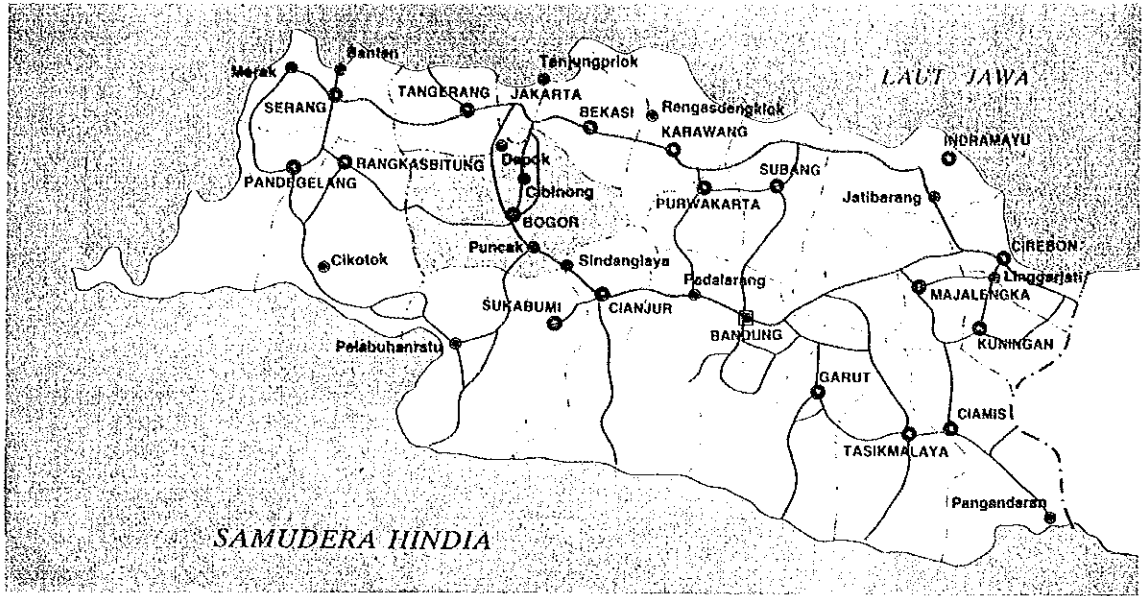 Banten
Merak
Tanjungpriok
LAUT JAWA
TANGERANG
JAKARTA
SERANG
BEKASI
Rengasdengklok
KARAWANG
INDRAMAYU
Depok
RANGKASBITUNG
SUBANG
PANDEGELANG
Cibinong
PURWAKARTA
Jatibarang
BOGOR
Puncak
CIREBON
Cikotok
Sindanglaya
Linggarjati
Padalarang
MAJALENGKA
SUKABUMI
CIANJUR
BANDUNG
KUNINGAN
Pelabuhanratu
GARUT
CIAMIS
TASIKMALAYA
Pangandaran
SAMUDERA HINDIA